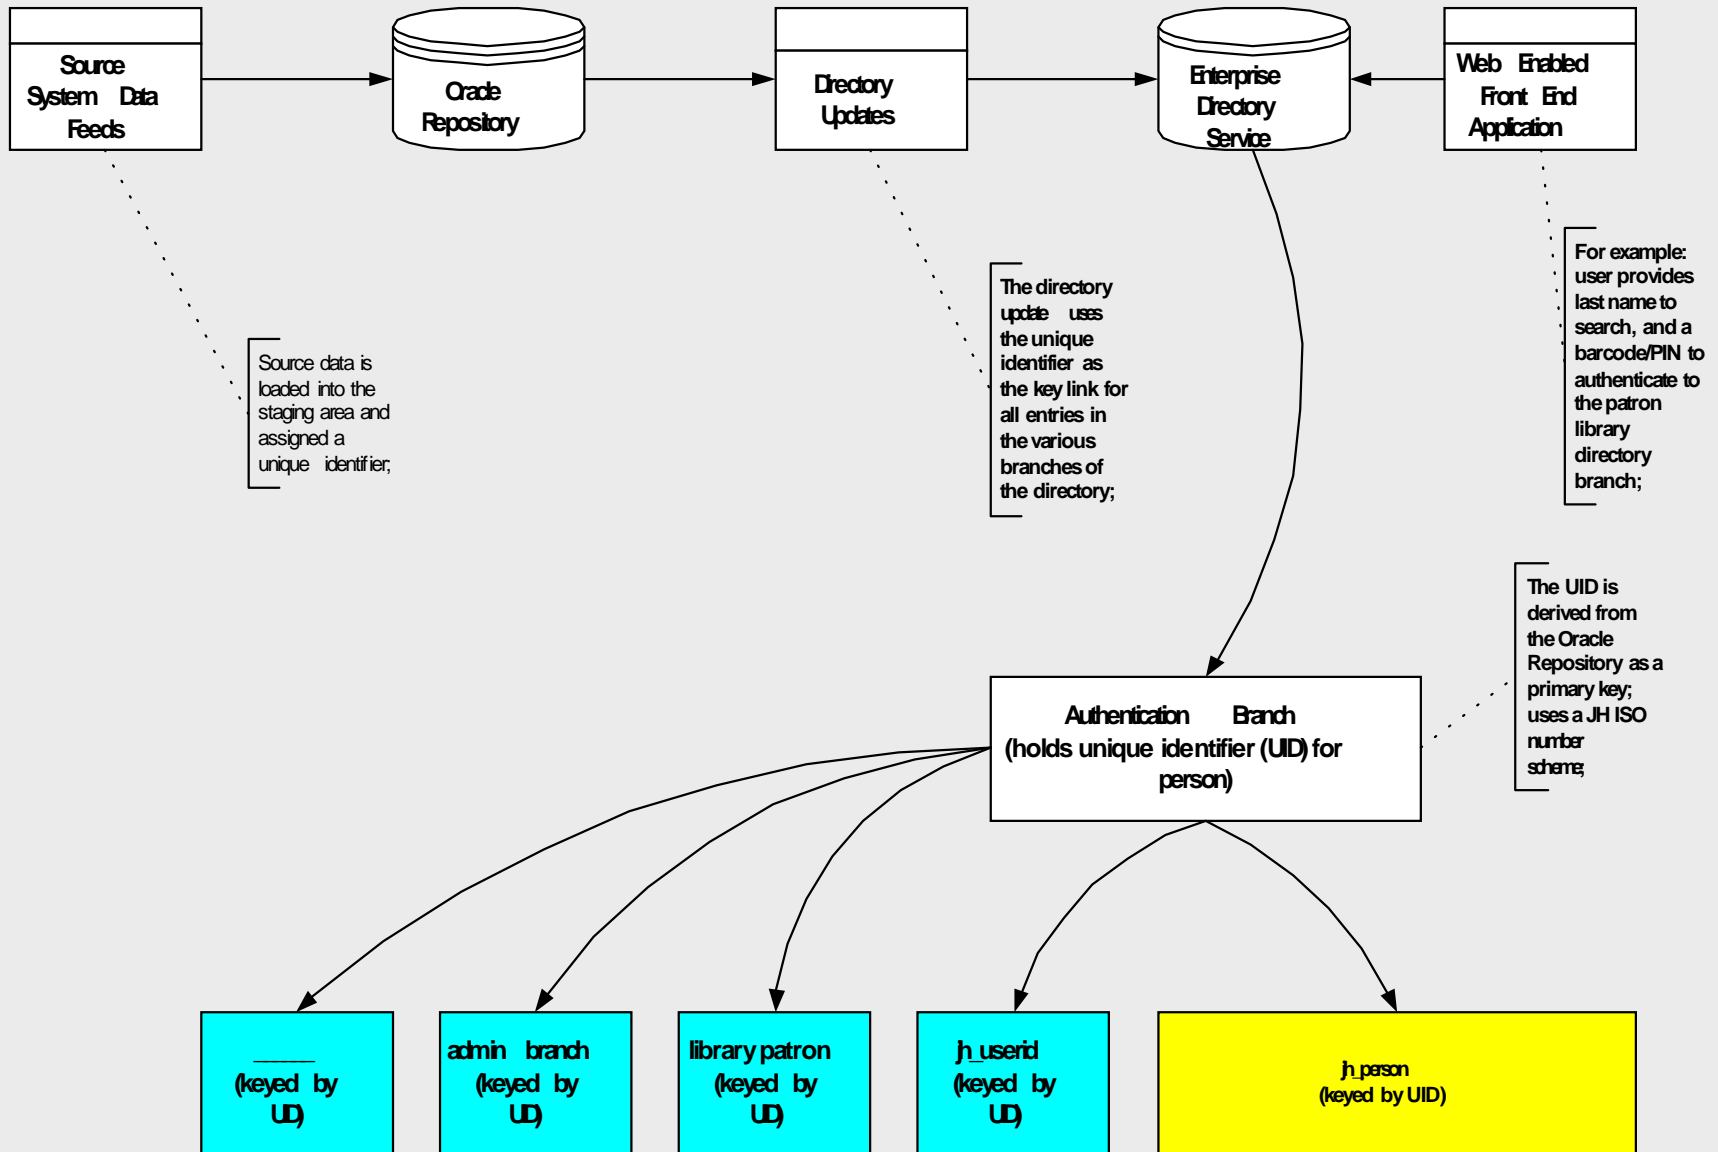 Source
System Data
Feeds
Oracle
Repository
Directory
Updates
Enterprise
Directory
Service
Web Enabled
Front End
Application
Source data is
loaded into the
staging area and
assigned a
unique identifier;
The directory
update uses
the unique
identifier as
the key link for
all entries in
the various
branches of
the directory;
For example:
user provides
last name to
search, and a
barcode/PIN to
authenticate to
the patron
library
directory
branch;
The UID is
derived from
the Oracle
Repository as a
primary key;
uses a JH ISO
number
scheme;
Authentication Branch
(holds unique identifier (UID) for
person)
______
(keyed by
UID)
admin branch
(keyed by
UID)
library patron
(keyed by
UID)
jh_userid
(keyed by
UID)
jh_person
(keyed by UID)